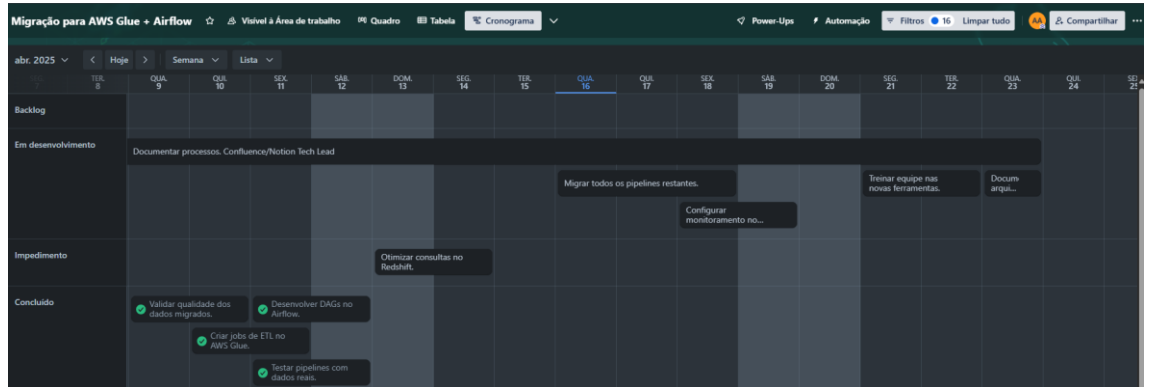 Migração para AWS Glue + Airflow Visível à Área de trabalho Quadro Tabela Cronograma Power-Ups Automação Filtros 16 Limpar tudo AA Compartilhar
abr. 2025 Hoje Semana Lista
TER. QUA. QUI. SEX. SÁB. DOM. SEG. TER. QUA. QUI. SEX. SÁB. DOM. SEG. TER. QUA. QUI.
7 8 9 10 11 12 13 14 15 16 17 18 19 20 21 22 23 24
Backlog
Em desenvolvimento
Documentar processos. Confluence/Notion Tech Lead
Migrar todos os pipelines restantes.
Treinar equipe nas
novas ferramentas.
Docum
arqui...
Configurar
monitoramento no...
Impedimento
Otimizar consultas no
Redshift.
Concluído
Validar qualidade dos
dados migrados.
Desenvolver DAGs no
Airflow.
Criar jobs de ETL no
AWS Glue.
Testar pipelines com
dados reais.